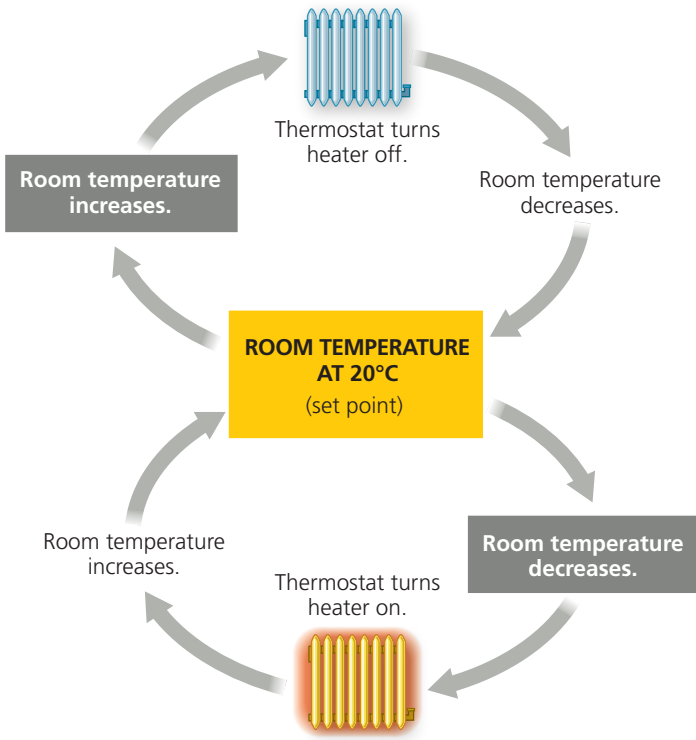 Thermostat turns
heater off.
Room temperature
increases.
Room temperature
decreases.
ROOM TEMPERATURE
AT 20°C
(set point)
Room temperature
increases.
Room temperature
decreases.
Thermostat turns
heater on.